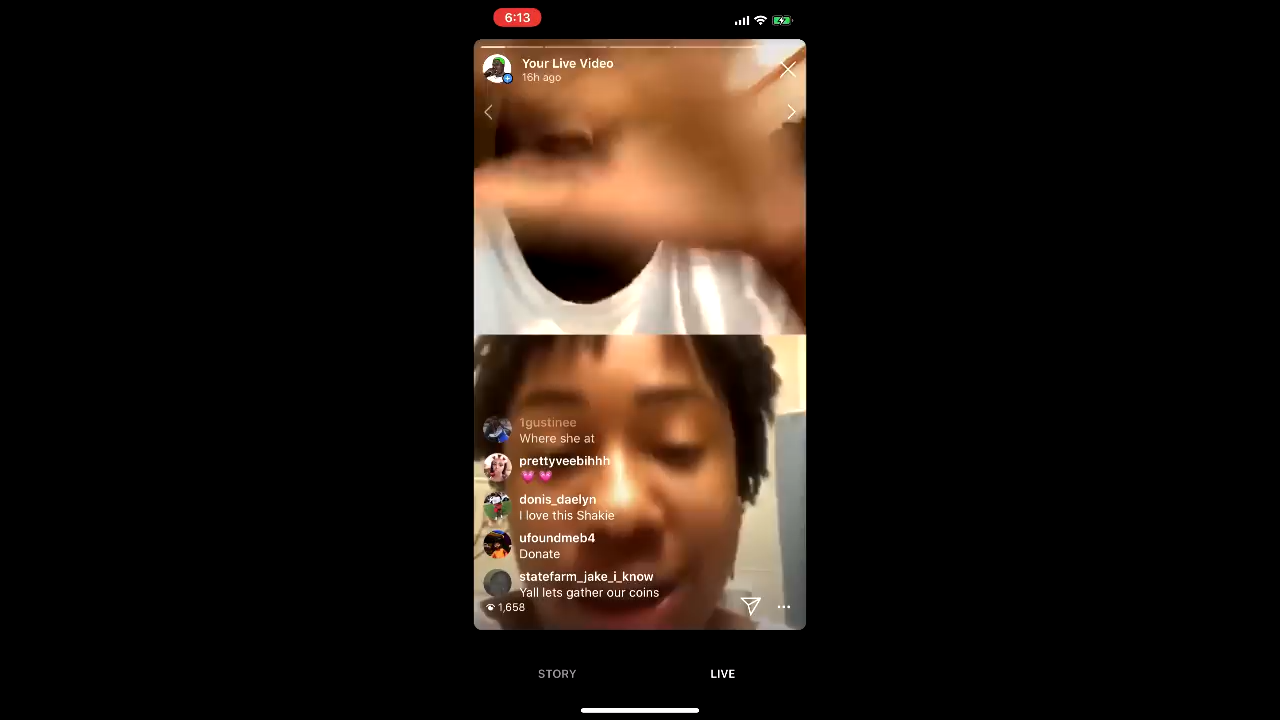 6:13
Your Live Video
16h ago
1gustinee
Where she at
prettyveebihhh
💗 💗
donis_daelyn
I love this Shakie
ufoundmeb4
Donate
statefarm_jake_i_know
Yall lets gather our coins
1,658
STORY
LIVE